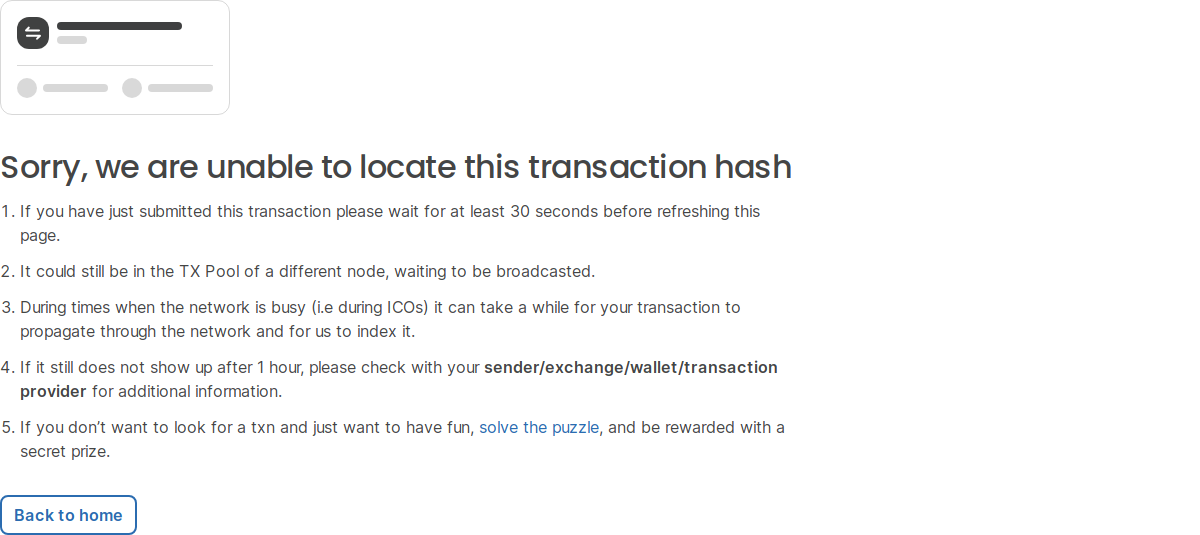 Sorry, we are unable to locate this transaction hash
1. If you have just submitted this transaction please wait for at least 30 seconds before refreshing this
page.
2. It could still be in the TX Pool of a different node, waiting to be broadcasted.
3. During times when the network is busy (i.e during ICOs) it can take a while for your transaction to
propagate through the network and for us to index it.
4. If it still does not show up after 1 hour, please check with your sender/exchange/wallet/transaction
provider for additional information.
5. If you don’t want to look for a txn and just want to have fun, solve the puzzle, and be rewarded with a
secret prize.
Back to home